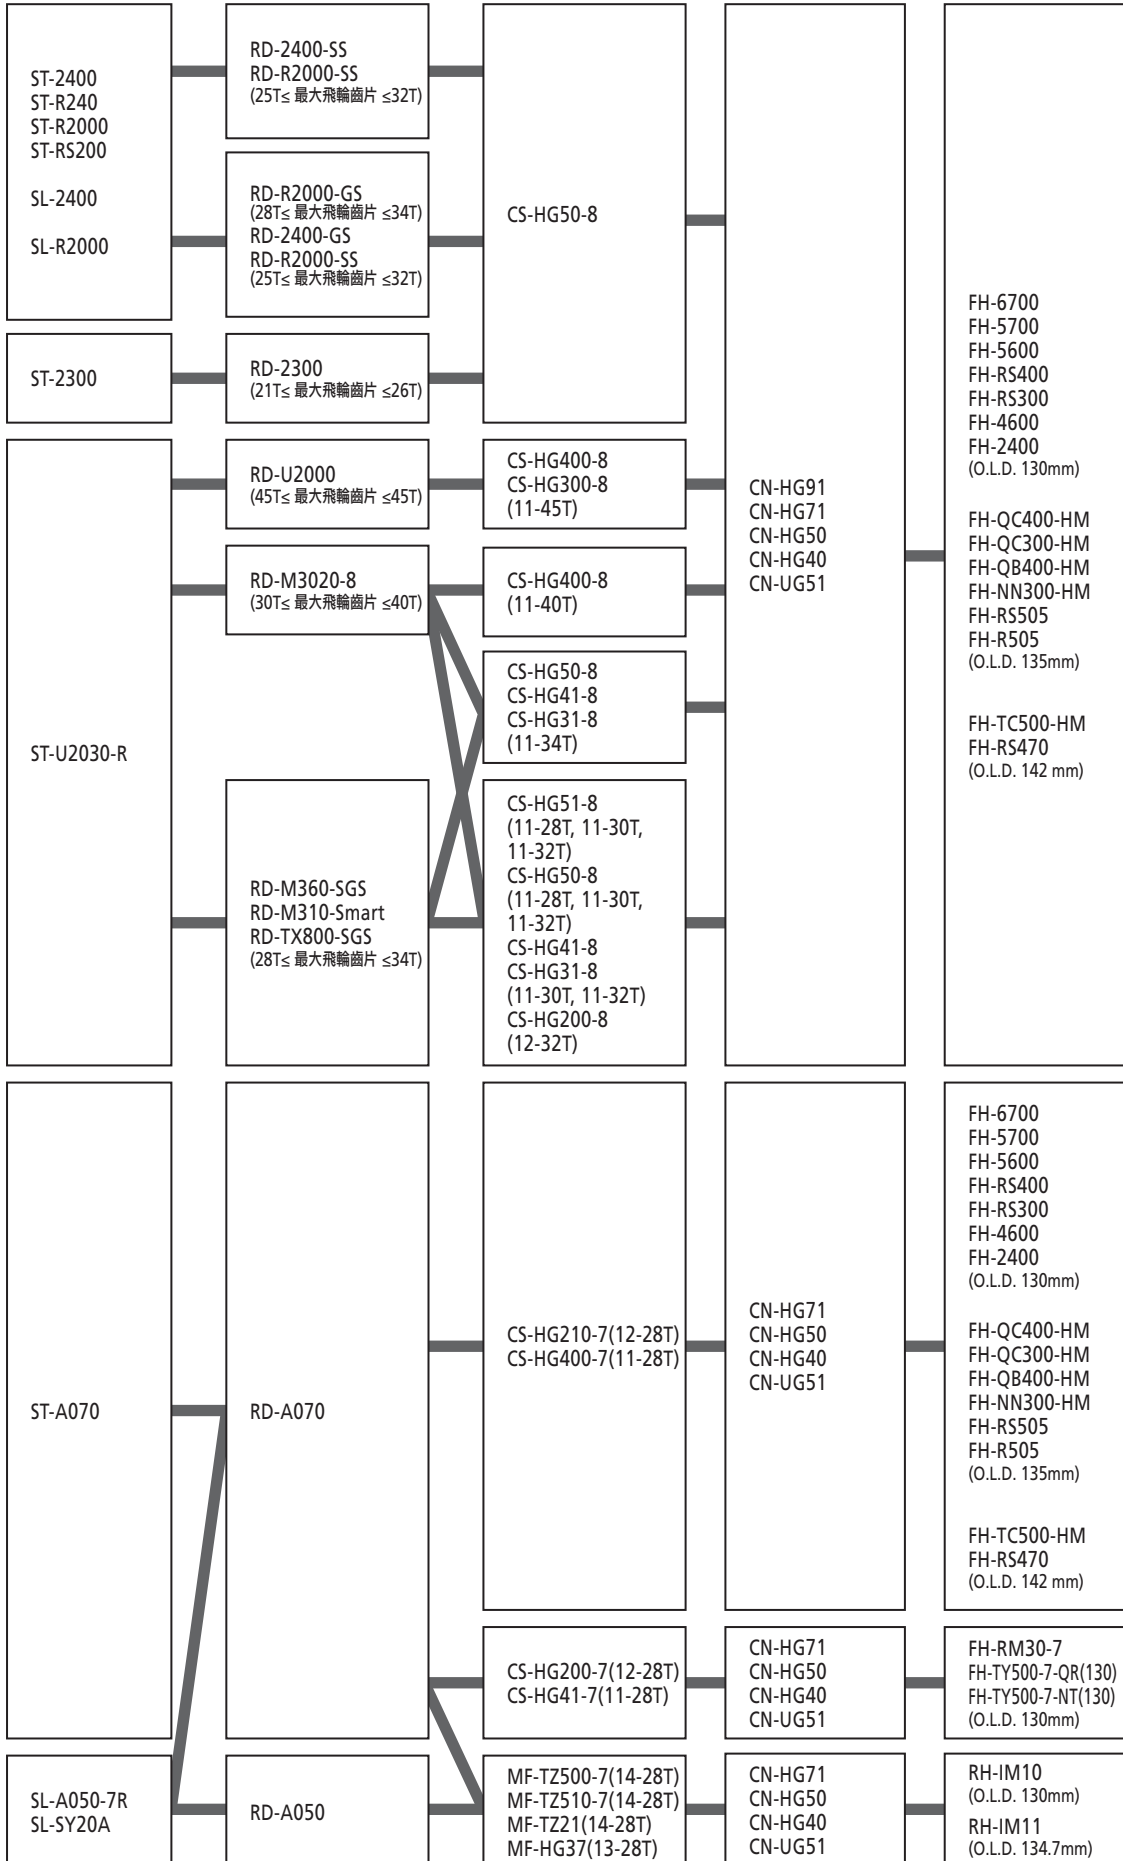 ST-2400
ST-R240
ST-R2000
ST-RS200
SL-2400
SL-R2000
RD-2400-SS
RD-R2000-SS
(25T≤ 最大飛輪齒片 ≤32T)
RD-R2000-GS
(28T≤ 最大飛輪齒片 ≤34T)
RD-2400-GS
RD-R2000-SS
(25T≤ 最大飛輪齒片 ≤32T)
CS-HG50-8
ST-2300
RD-2300
(21T≤ 最大飛輪齒片 ≤26T)
ST-U2030-R
RD-U2000
(45T≤ 最大飛輪齒片 ≤45T)
CS-HG400-8
CS-HG300-8
(11-45T)
RD-M3020-8
(30T≤ 最大飛輪齒片 ≤40T)
CS-HG400-8
(11-40T)
CS-HG50-8
CS-HG41-8
CS-HG31-8
(11-34T)
RD-M360-SGS
RD-M310-Smart
RD-TX800-SGS
(28T≤ 最大飛輪齒片 ≤34T)
CS-HG51-8
(11-28T, 11-30T,
11-32T)
CS-HG50-8
(11-28T, 11-30T,
11-32T)
CS-HG41-8
CS-HG31-8
(11-30T, 11-32T)
CS-HG200-8
(12-32T)
CN-HG91
CN-HG71
CN-HG50
CN-HG40
CN-UG51
FH-6700
FH-5700
FH-5600
FH-RS400
FH-RS300
FH-4600
FH-2400
(O.L.D. 130mm)
FH-QC400-HM
FH-QC300-HM
FH-QB400-HM
FH-NN300-HM
FH-RS505
FH-R505
(O.L.D. 135mm)
FH-TC500-HM
FH-RS470
(O.L.D. 142 mm)
ST-A070
RD-A070
CS-HG210-7(12-28T)
CS-HG400-7(11-28T)
CN-HG71
CN-HG50
CN-HG40
CN-UG51
FH-6700
FH-5700
FH-5600
FH-RS400
FH-RS300
FH-4600
FH-2400
(O.L.D. 130mm)
FH-QC400-HM
FH-QC300-HM
FH-QB400-HM
FH-NN300-HM
FH-RS505
FH-R505
(O.L.D. 135mm)
FH-TC500-HM
FH-RS470
(O.L.D. 142 mm)
CS-HG200-7(12-28T)
CS-HG41-7(11-28T)
CN-HG71
CN-HG50
CN-HG40
CN-UG51
FH-RM30-7
FH-TY500-7-QR(130)
FH-TY500-7-NT(130)
(O.L.D. 130mm)
SL-A050-7R
SL-SY20A
RD-A050
MF-TZ500-7(14-28T)
MF-TZ510-7(14-28T)
MF-TZ21(14-28T)
MF-HG37(13-28T)
CN-HG71
CN-HG50
CN-HG40
CN-UG51
RH-IM10
(O.L.D. 130mm)
RH-IM11
(O.L.D. 134.7mm)